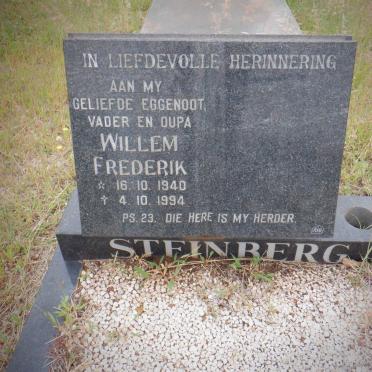 IN LIEFDEVOLLE HERINNERING
AAN MY
GELIEFDE EGGENOOT,
VADER EN OUPA
WILLEM
FREDERIK
* 16. 10. 1940
† 4. 10. 1994
PS. 23. DIE HERE IS MY HERDER.
STEINBERG